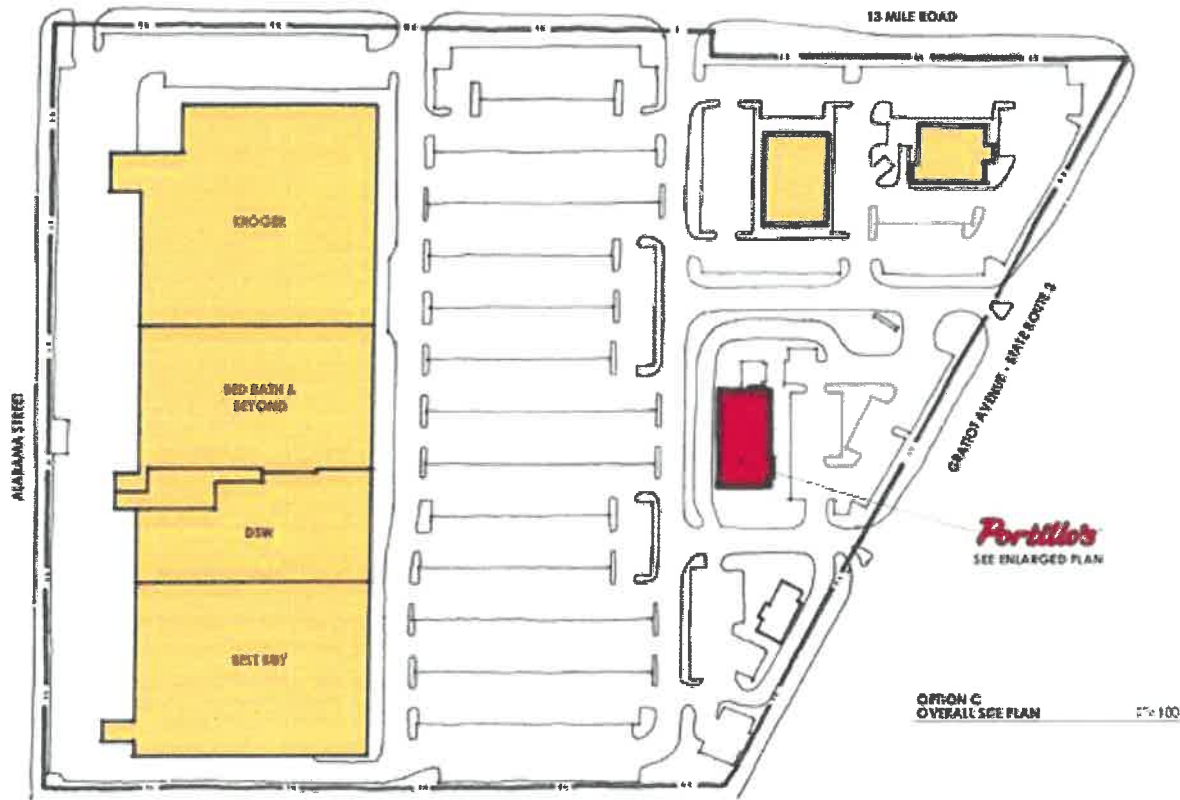 13 MILE ROAD
KROGER
BED BATH &
BEYOND
ALABAMA STREET
GRATIOT AVENUE - STATE ROUTE 3
DSW
Portillo's
SEE ENLARGED PLAN
BEST BUY
OPTION C
OVERALL SITE PLAN